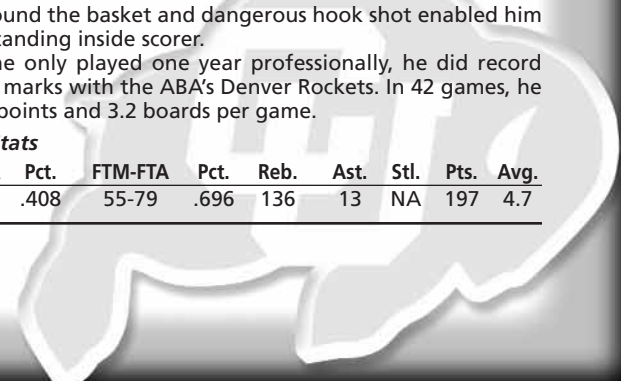 ound the basket and dangerous hook shot enabled him
tanding inside scorer.
ne only played one year professionally, he did record
marks with the ABA's Denver Rockets. In 42 games, he
points and 3.2 boards per game.
tats
Pct. FTM-FTA Pct. Reb. Ast. Stl. Pts. Avg.
.408 55-79 .696 136 13 NA 197 4.7
CU